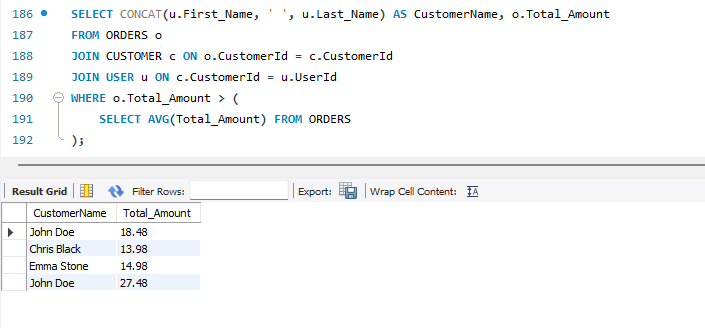 186 SELECT CONCAT(u.First_Name, ' ', u.Last_Name) AS CustomerName, o.Total_Amount
187 FROM ORDERS o
188 JOIN CUSTOMER c ON o.CustomerId = c.CustomerId
189 JOIN USER u ON c.CustomerId = u.UserId
190 WHERE o.Total_Amount > (
191 SELECT AVG(Total_Amount) FROM ORDERS
192 );
Result Grid Filter Rows: Export: Wrap Cell Content: IA
CustomerName Total_Amount
John Doe 18.48
Chris Black 13.98
Emma Stone 14.98
John Doe 27.48